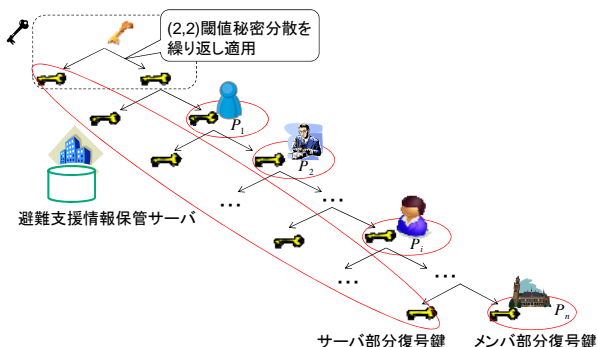 (2,2)閾値秘密分散を
繰り返し適用
P1
P2
...
...
避難支援情報保管サーバ
Pi
...
...
Pn
サーバ部分復号鍵
メンバ部分復号鍵